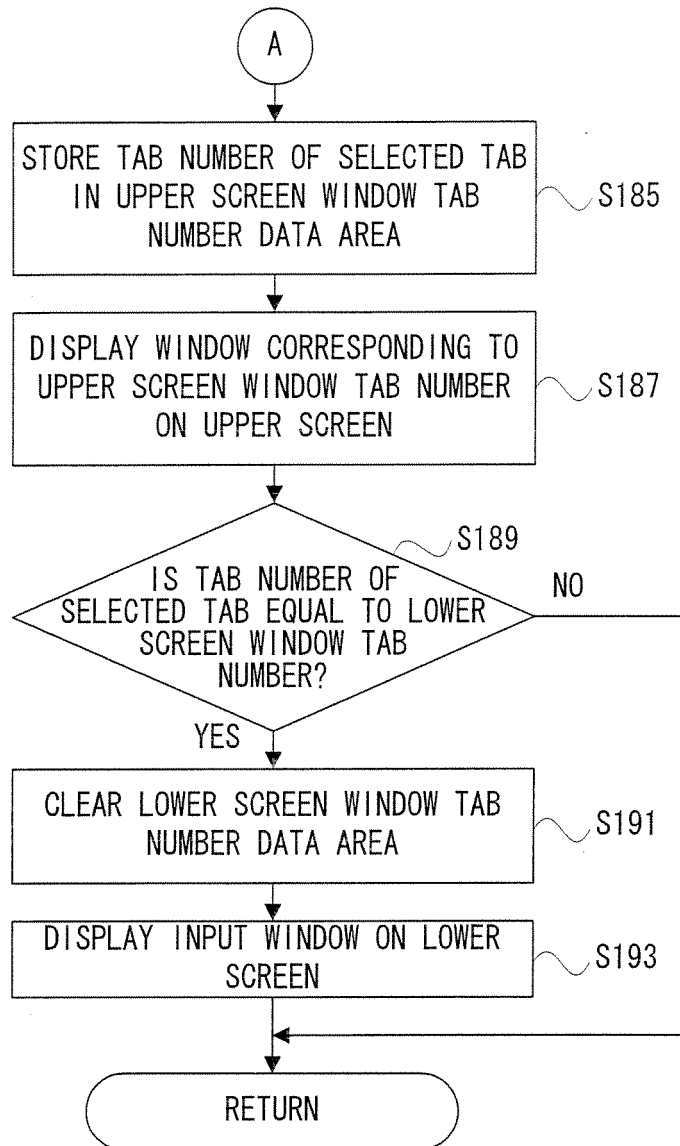 A
STORE TAB NUMBER OF SELECTED TAB
IN UPPER SCREEN WINDOW TAB
NUMBER DATA AREA
S185
DISPLAY WINDOW CORRESPONDING TO
UPPER SCREEN WINDOW TAB NUMBER
ON UPPER SCREEN
S187
S189
IS TAB NUMBER OF
SELECTED TAB EQUAL TO LOWER
SCREEN WINDOW TAB
NUMBER?
NO
YES
CLEAR LOWER SCREEN WINDOW TAB
NUMBER DATA AREA
S191
DISPLAY INPUT WINDOW ON LOWER
SCREEN
S193
RETURN